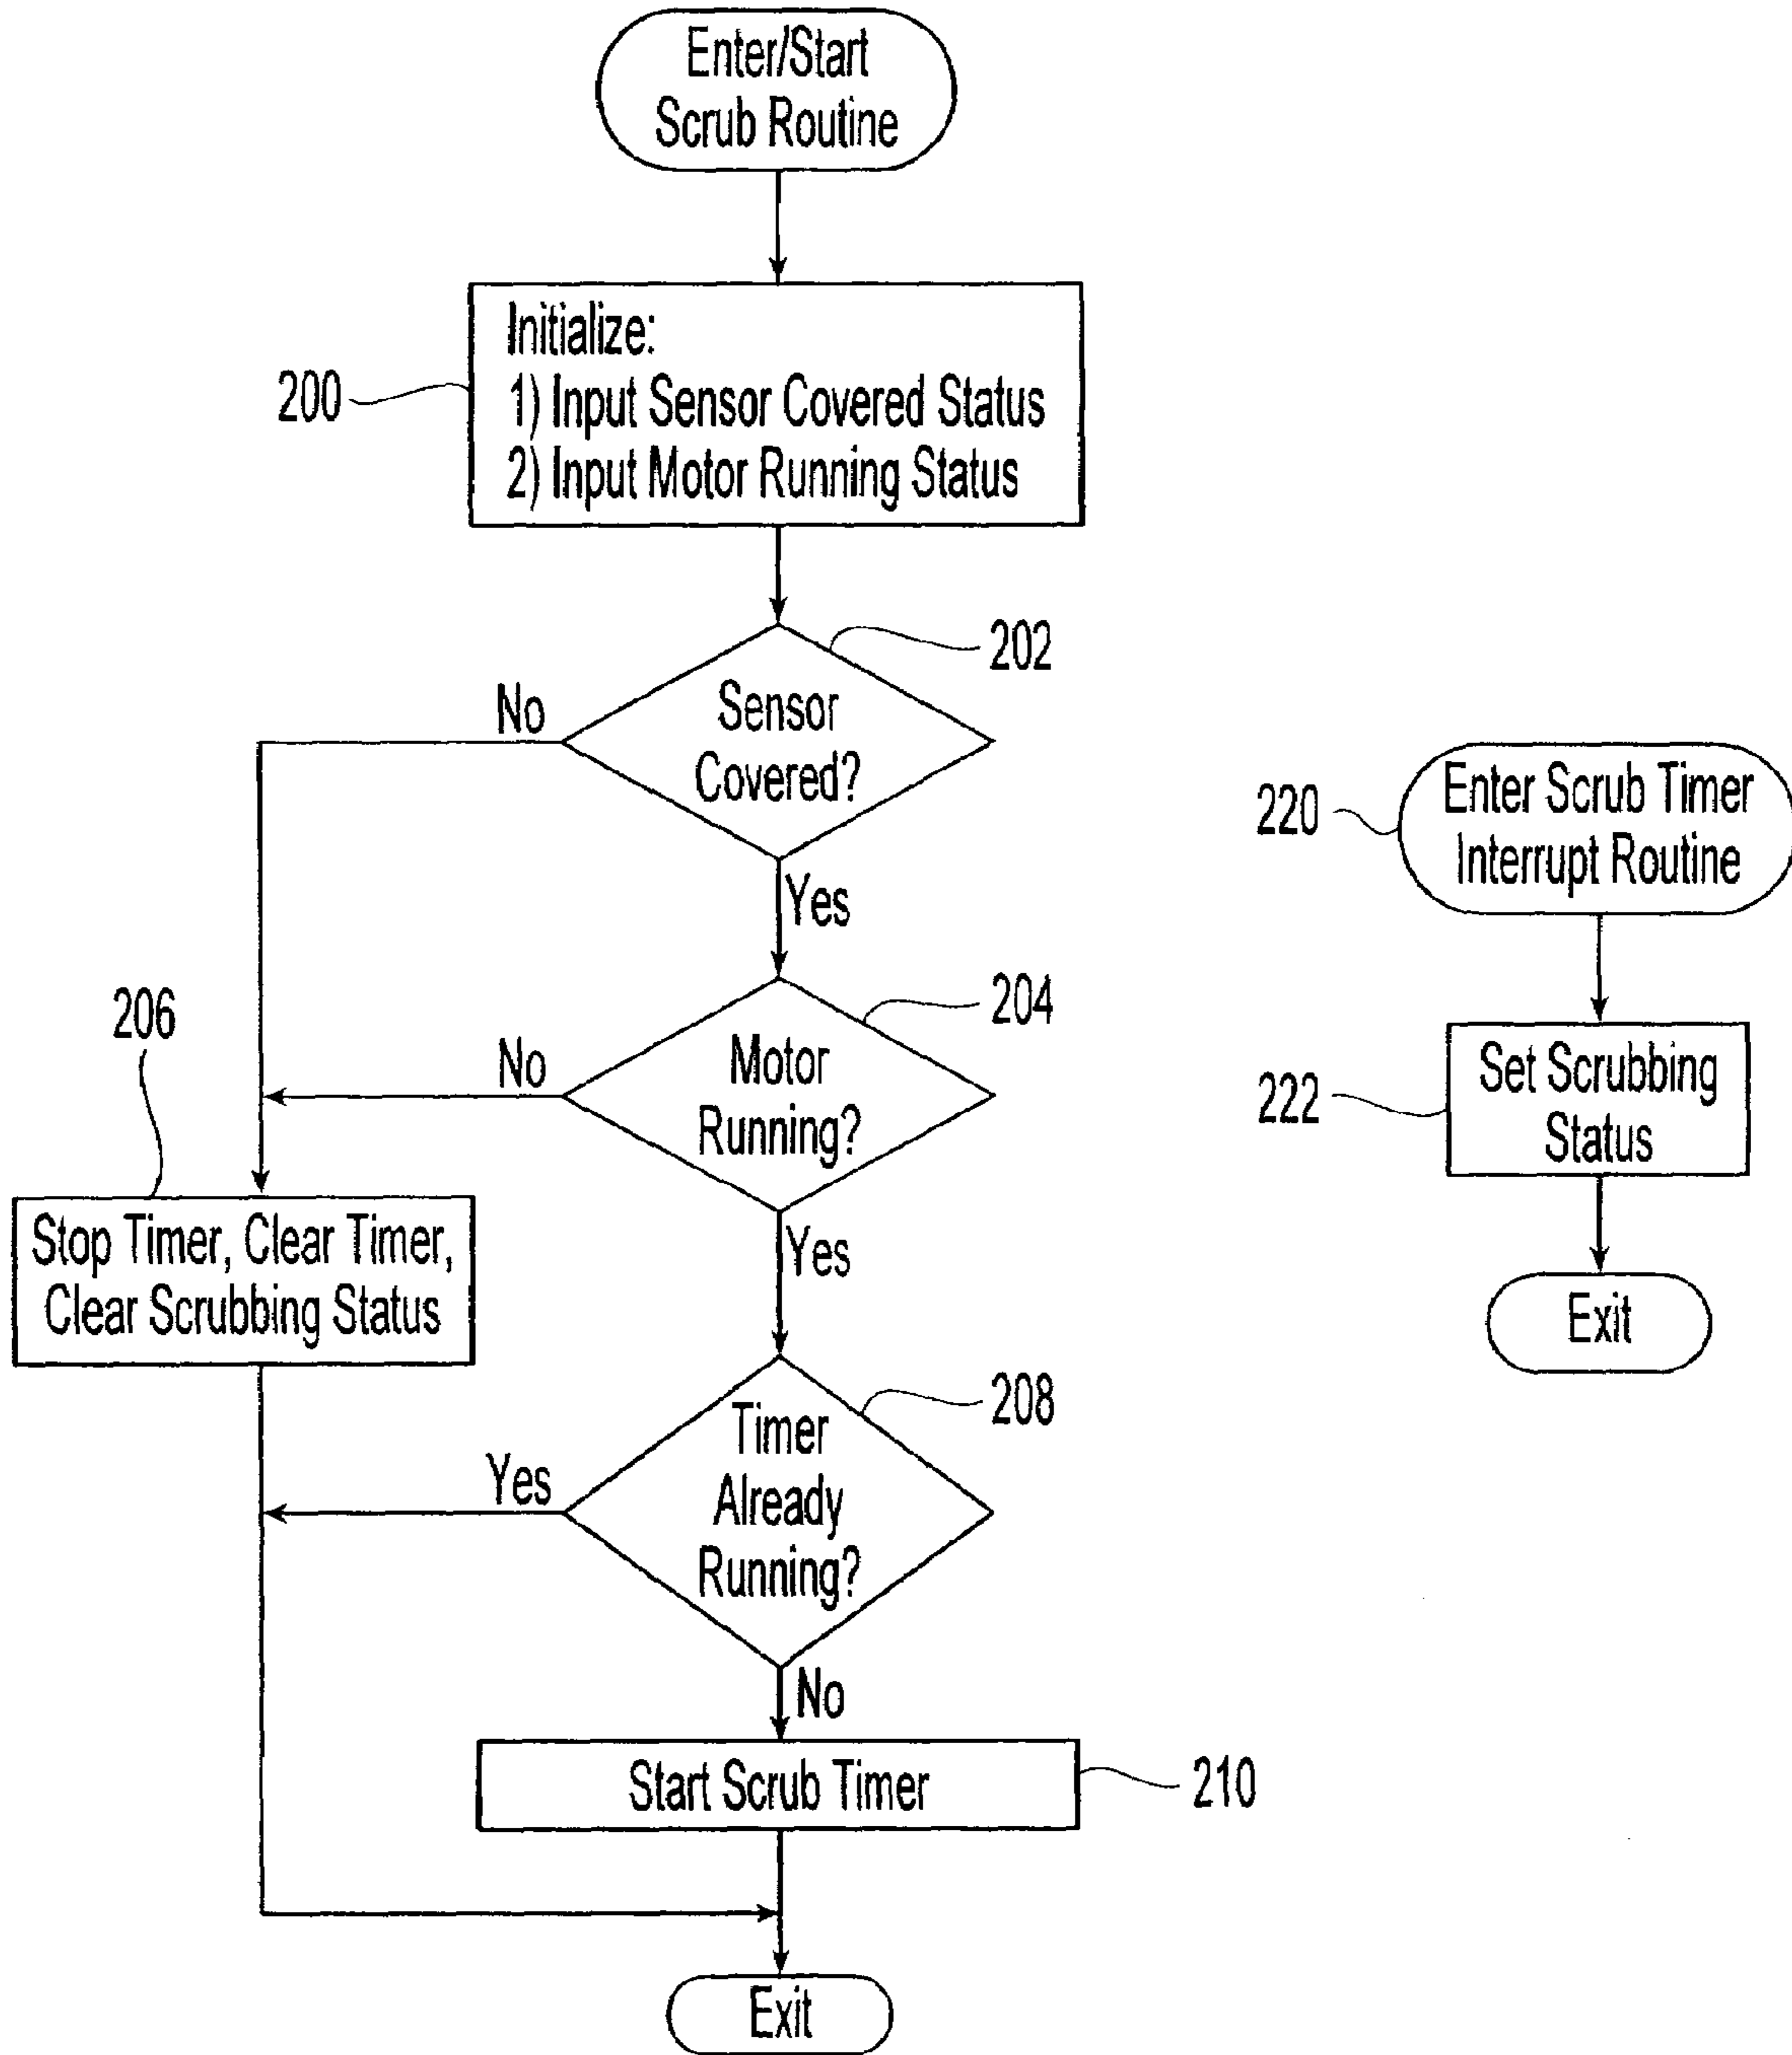 Enter/Start
Scrub Routine
200
Initialize:
1) Input Sensor Covered Status
2) Input Motor Running Status
202
No
Sensor
Covered?
Yes
204
No
Motor
Running?
Yes
206
Stop Timer, Clear Timer,
Clear Scrubbing Status
208
Yes
Timer
Already
Running?
No
Start Scrub Timer
210
Exit
220
Enter Scrub Timer
Interrupt Routine
222
Set Scrubbing
Status
Exit